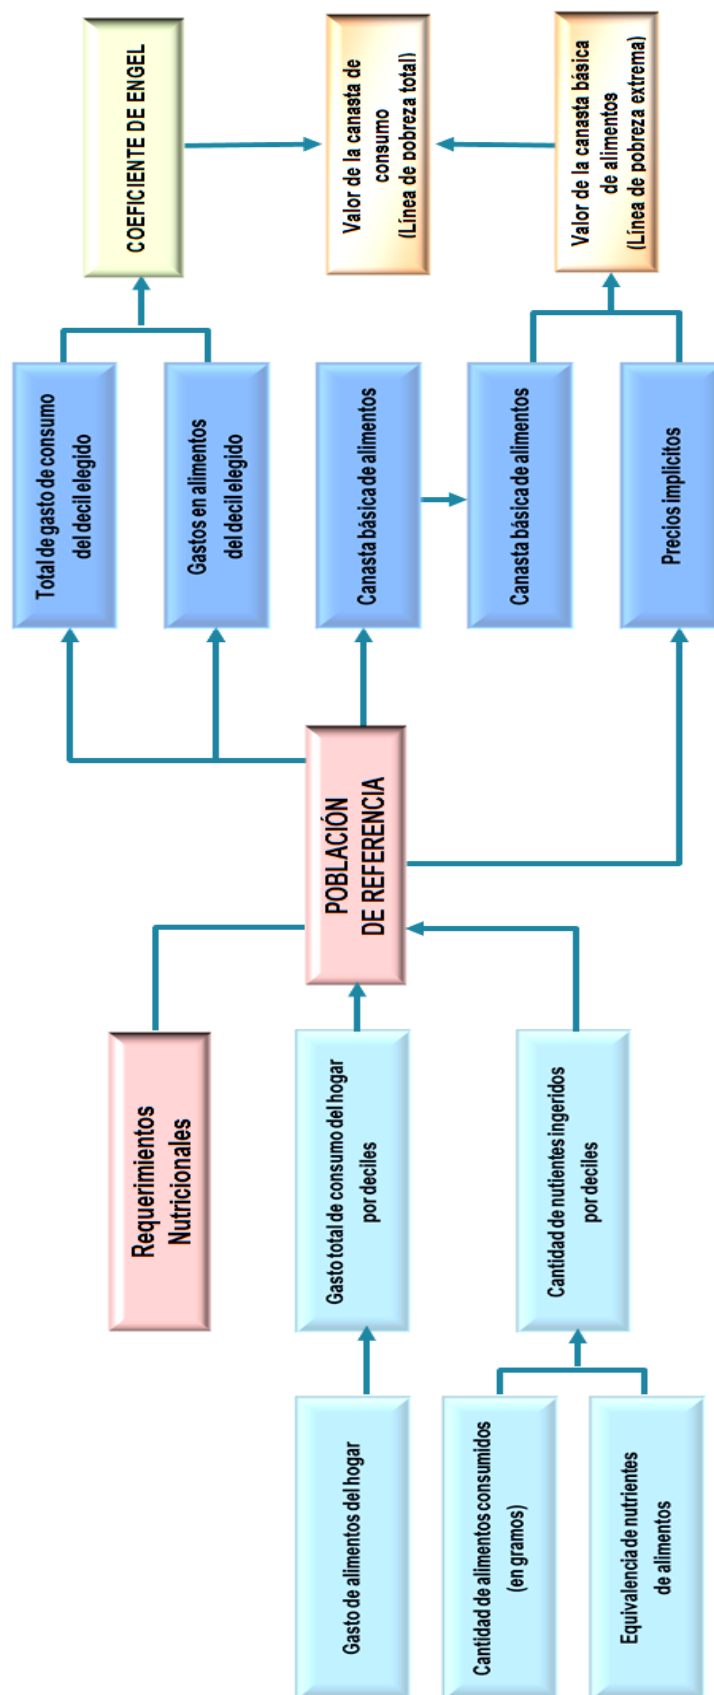 Gasto de alimentos del hogar
Cantidad de alimentos consumidos
(en gramos)
Equivalencia de nutrientes
de alimentos
Requerimientos
Nutricionales
Gasto total de consumo del hogar
por deciles
Cantidad de nutientes ingeridos
por deciles
POBLACIÓN
DE REFERENCIA
Total de gasto de consumo
del decil elegido
Gastos en alimentos
del decil elegido
Canasta básica de alimentos
Canasta básica de alimentos
Precios implicitos
COEFICIENTE DE ENGEL
Valor de la canasta de
consumo
(Línea de pobreza total)
Valor de la canasta básica
de alimentos
(Línea de pobreza extrema)